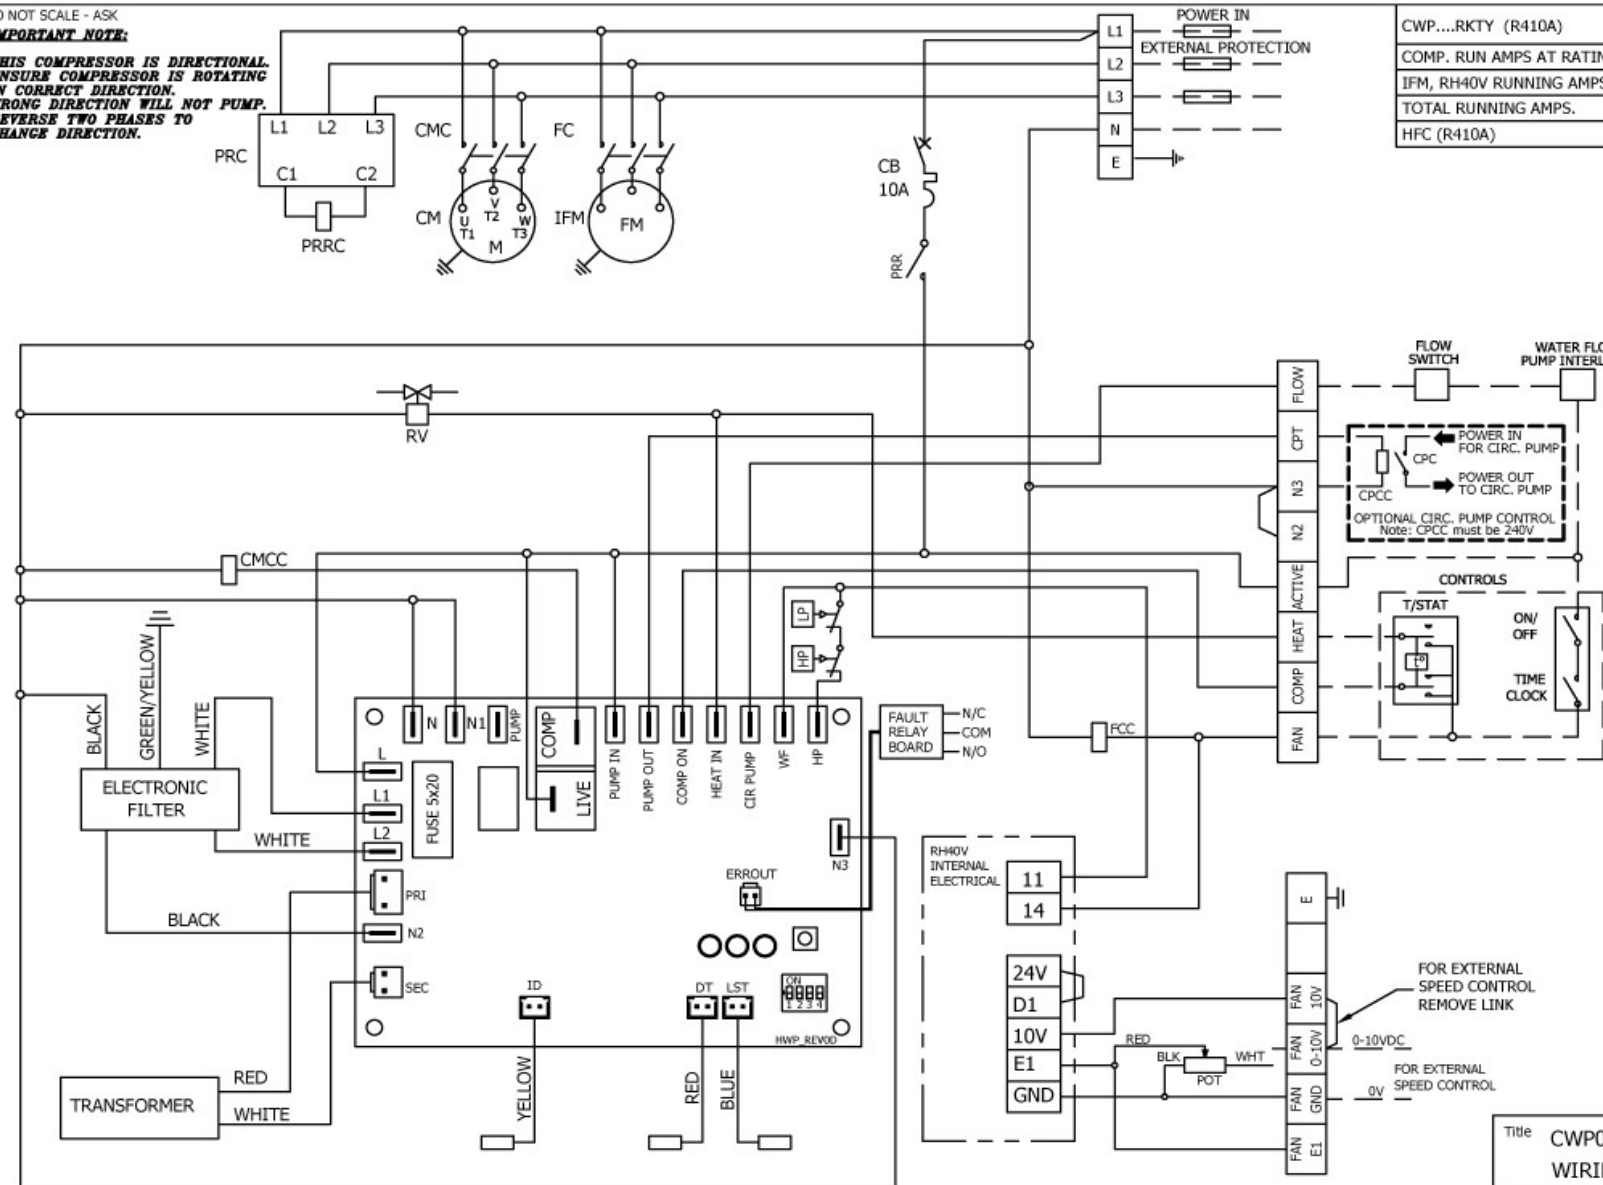 O NOT SCALE - ASK
MPORTANT NOTE:
HIS COMPRESSOR IS DIRECTIONAL.
NSURE COMPRESSOR IS ROTATING
N CORRECT DIRECTION.
RONG DIRECTION WILL NOT PUMP.
EVERSE TWO PHASES TO
HANGE DIRECTION.
POWER IN
EXTERNAL PROTECTION
L1
L2
L3
N
E
CWP....RKTY (R410A)
COMP. RUN AMPS AT RATIN
IFM, RH40V RUNNING AMPS
TOTAL RUNNING AMPS.
HFC (R410A)
PRC
L1 L2 L3
C1 C2
PRRC
CMC
FC
CM
U
T1
V
T2
W
T3
M
IFM
FM
CB
10A
PRR
RV
CMCC
FLOW
CPT
N3
N2
ACTIVE
HEAT
COMP
FAN
FLOW
SWITCH
WATER FLO
PUMP INTERL
POWER IN
FOR CIRC. PUMP
CPC
POWER OUT
TO CIRC. PUMP
CPCC
OPTIONAL CIRC. PUMP CONTROL
Note: CPCC must be 240V
CONTROLS
T/STAT
t°
ON/
OFF
TIME
CLOCK
LP
HP
BLACK
GREEN/YELLOW
WHITE
ELECTRONIC
FILTER
WHITE
BLACK
N
N1
PUMP
COMP
LIVE
PUMP IN
PUMP OUT
COMP ON
HEAT IN
CIR PUMP
WF
HP
L
L1
L2
FUSE 5x20
PRI
N2
SEC
N3
ERROUT
ID
DT
LST
ON
1 2 3 4
HWP_REV0D
FAULT
RELAY
BOARD
N/C
COM
N/O
FCC
RH40V
INTERNAL
ELECTRICAL
11
14
24V
D1
10V
E1
GND
RED
BLK
POT
WHT
E
FAN 10V
FAN 0-10V
FAN GND
FAN E1
FOR EXTERNAL
SPEED CONTROL
REMOVE LINK
0-10VDC
FOR EXTERNAL
SPEED CONTROL
0V
TRANSFORMER
RED
WHITE
YELLOW
RED
BLUE
Title
CWP0
WIRI